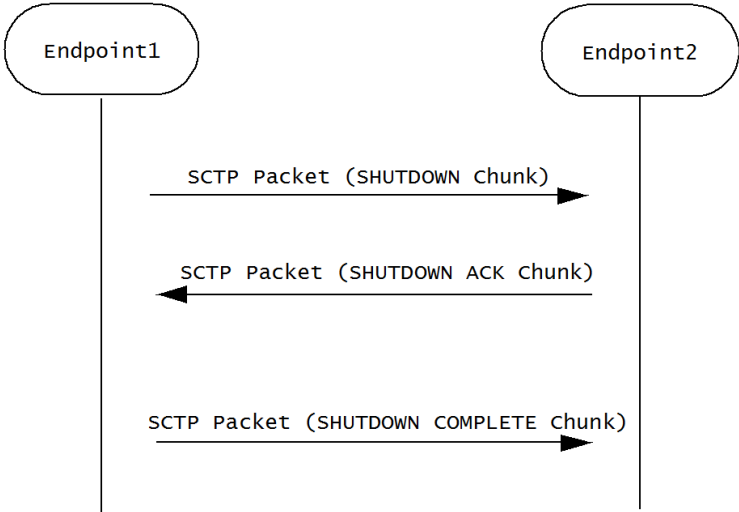 Endpoint1
Endpoint2
SCTP Packet (SHUTDOWN Chunk)
SCTP Packet (SHUTDOWN ACK Chunk)
SCTP Packet (SHUTDOWN COMPLETE Chunk)